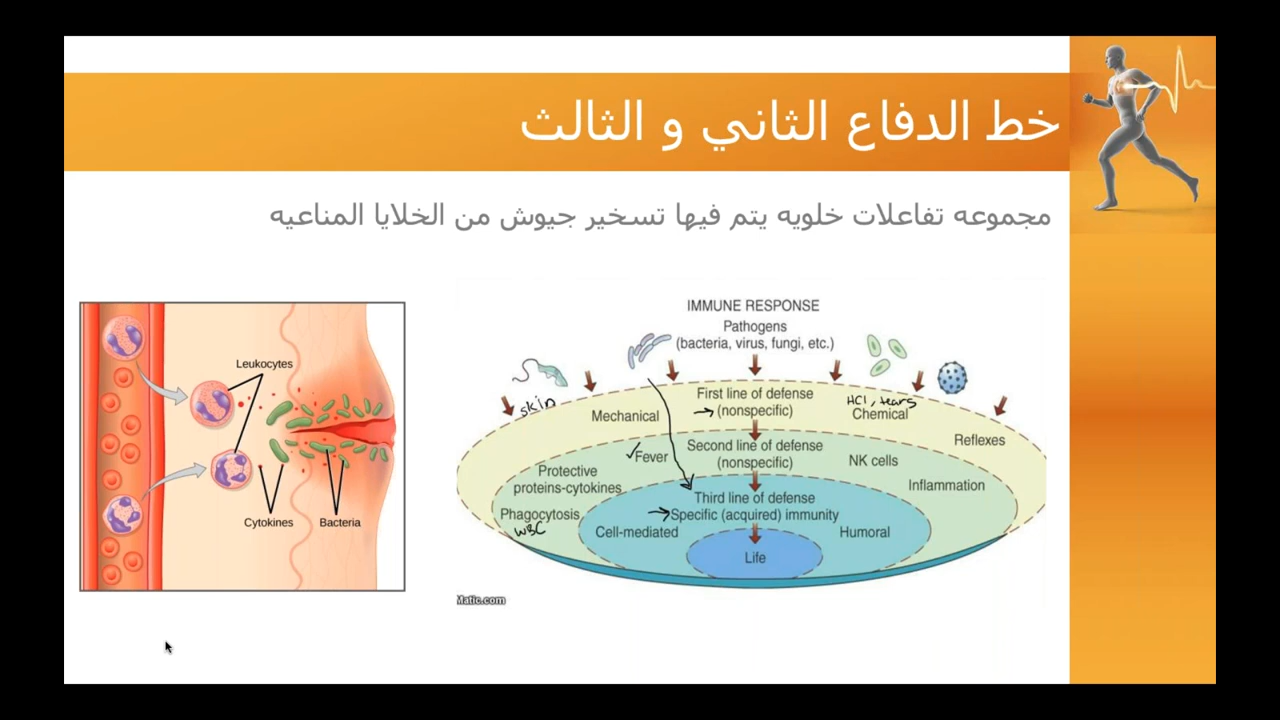 خط الدفاع الثاني و الثالث
مجموعه تفاعلات خلويه يتم فيها تسخير جيوش من الخلايا المناعيه
Leukocytes
Cytokines
Bacteria
IMMUNE RESPONSE
Pathogens
(bacteria, virus, fungi, etc.)
First line of defense
(nonspecific)
skin
Mechanical
HCl, tears
Chemical
Reflexes
Second line of defense
(nonspecific)
Fever
NK cells
Protective
proteins-cytokines
Inflammation
Phagocytosis
WBC
Third line of defense
Specific (acquired) immunity
Cell-mediated
Humoral
Life
Matic.com